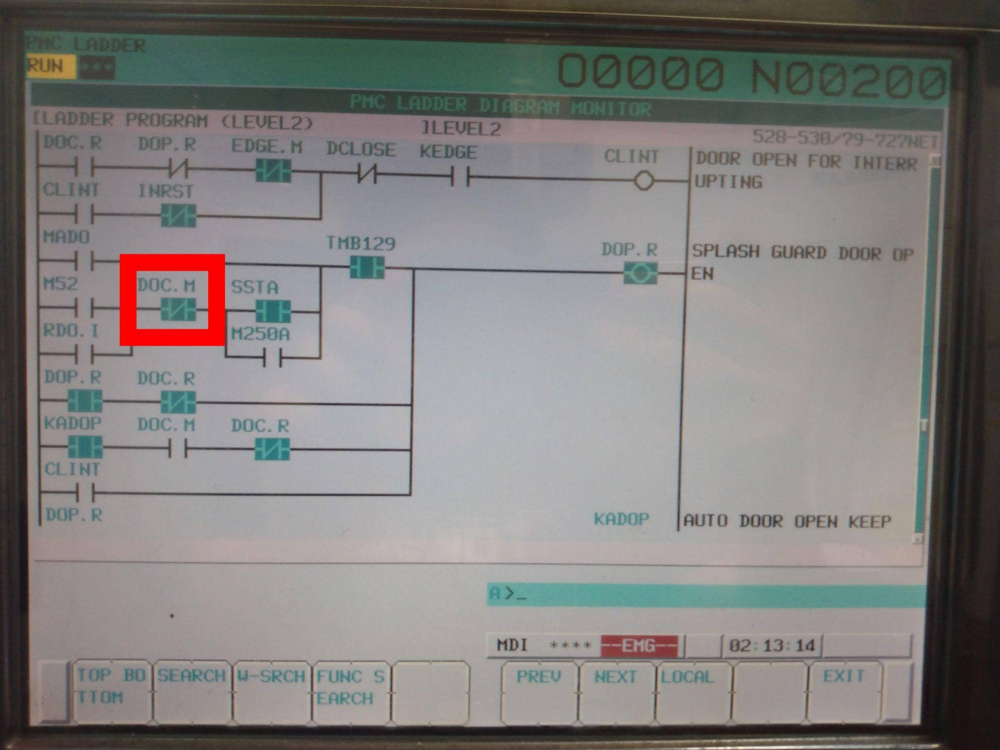 PMC LADDER
RUN ***
O0000 N00200
PMC LADDER DIAGRAM MONITOR
[LADDER PROGRAM (LEVEL2) ]LEVEL2
528-530/79-727NET
DOC.R DOP.R EDGE.M DCLOSE KEDGE CLINT DOOR OPEN FOR INTERR
UPTING
CLINT INRST
MADO TMB129 DOP.R SPLASH GUARD DOOR OP
EN
M52 DOC.M SSTA
RDO.I M250A
DOP.R DOC.R
KADOP DOC.M DOC.R
CLINT
DOP.R KADOP AUTO DOOR OPEN KEEP
A>_
MDI **** --EMG-- 02:13:14
TOP BO SEARCH W-SRCH FUNC S PREV NEXT LOCAL EXIT
TTOM EARCH